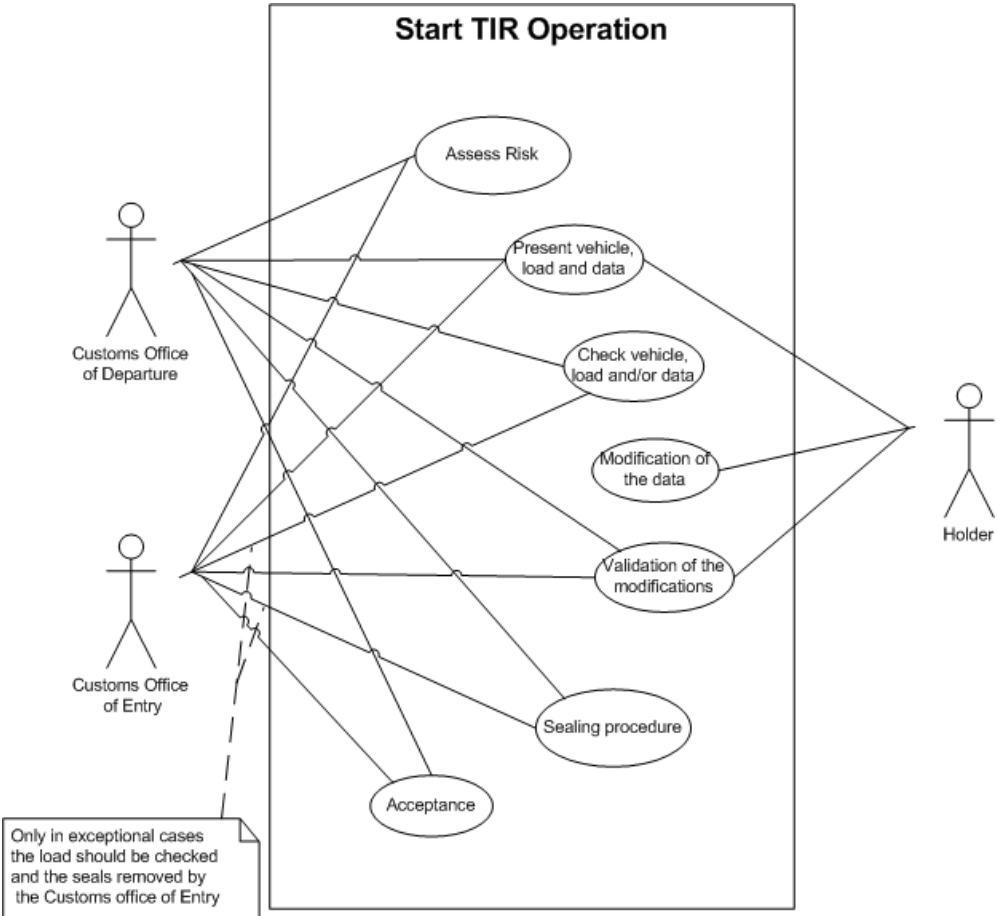 Start TIR Operation
Assess Risk
Present vehicle,
load and data
Customs Office
of Departure
Check vehicle,
load and/or data
Modification of
the data
Holder
Validation of the
modifications
Customs Office
of Entry
Sealing procedure
Acceptance
Only in exceptional cases
the load should be checked
and the seals removed by
the Customs office of Entry